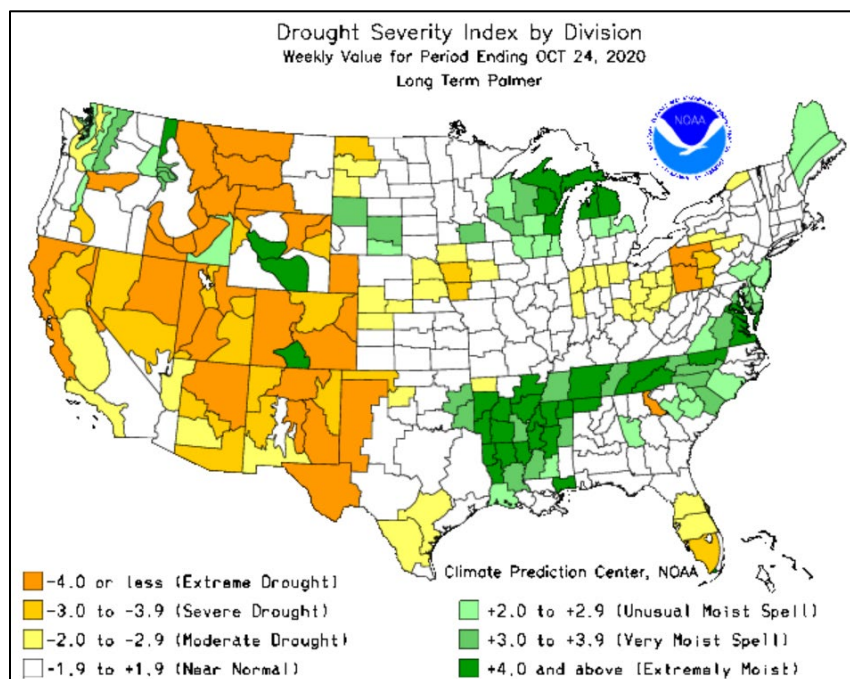 Drought Severity Index by Division
Weekly Value for Period Ending OCT 24, 2020
Long Term Palmer
NOAA
Climate Prediction Center, NOAA
-4.0 or less (Extreme Drought)
-3.0 to -3.9 (Severe Drought)
-2.0 to -2.9 (Moderate Drought)
-1.9 to +1.9 (Near Normal)
+2.0 to +2.9 (Unusual Moist Spell)
+3.0 to +3.9 (Very Moist Spell)
+4.0 and above (Extremely Moist)